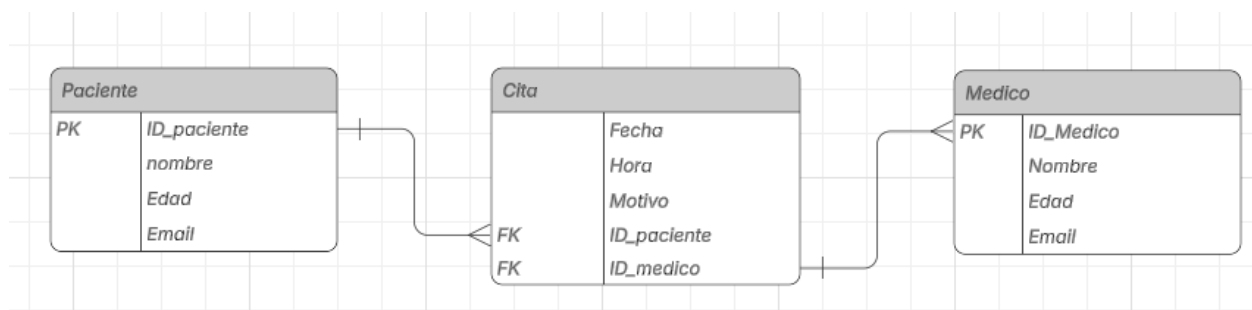 Paciente
PK ID_paciente
nombre
Edad
Email
Cita
Fecha
Hora
Motivo
FK ID_paciente
FK ID_medico
Medico
PK ID_Medico
Nombre
Edad
Email